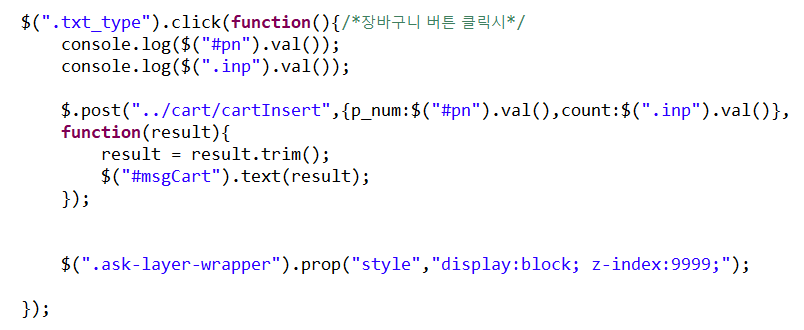 $(".txt_type").click(function(){/*장바구니 버튼 클릭시*/
    console.log($("#pn").val());
    console.log($(".inp").val());
    $.post("../cart/cartInsert",{p_num:$("#pn").val(),count:$(".inp").val()},
    function(result){
        result = result.trim();
        $("#msgCart").text(result);
    });
    $(".ask-layer-wrapper").prop("style","display:block; z-index:9999;");
});